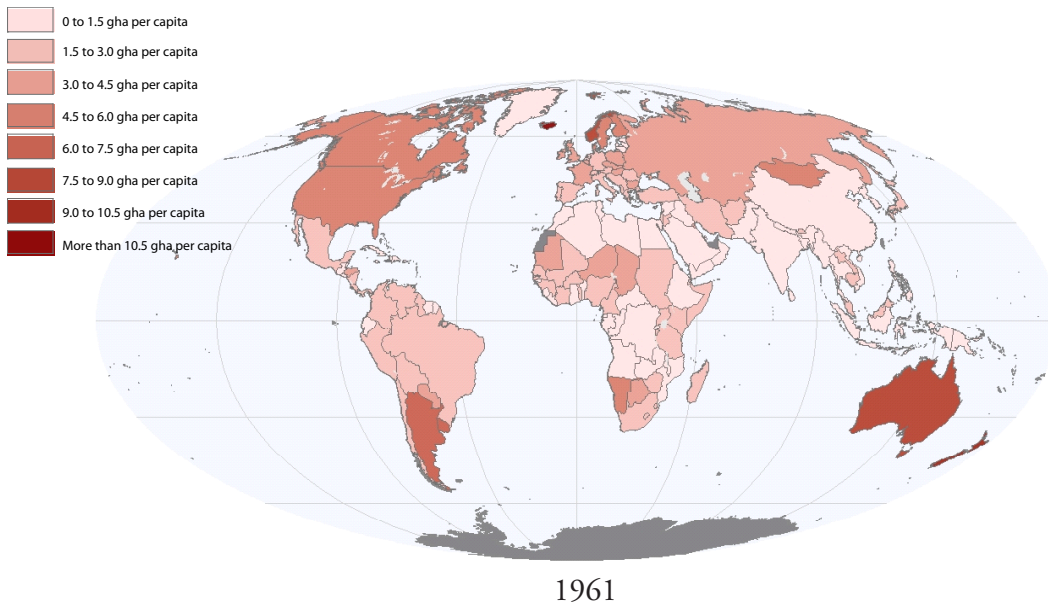 0 to 1.5 gha per capita
1.5 to 3.0 gha per capita
3.0 to 4.5 gha per capita
4.5 to 6.0 gha per capita
6.0 to 7.5 gha per capita
7.5 to 9.0 gha per capita
9.0 to 10.5 gha per capita
More than 10.5 gha per capita
1961